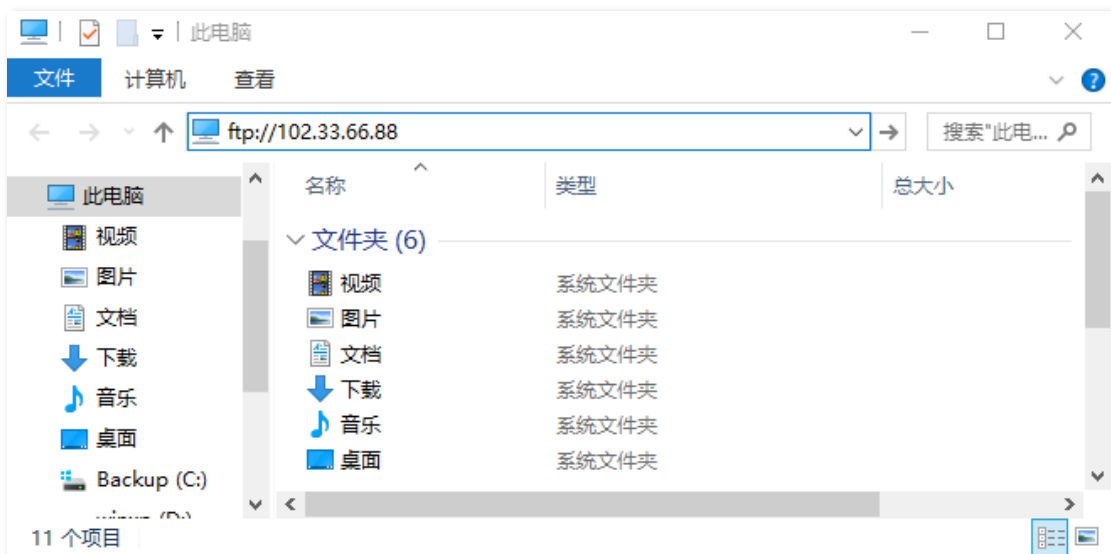 此电脑
文件 计算机 查看
ftp://102.33.66.88 搜索"此电...
此电脑
视频
图片
文档
下载
音乐
桌面
Backup (C:)
名称 类型 总大小
文件夹 (6)
视频 系统文件夹
图片 系统文件夹
文档 系统文件夹
下载 系统文件夹
音乐 系统文件夹
桌面 系统文件夹
11 个项目